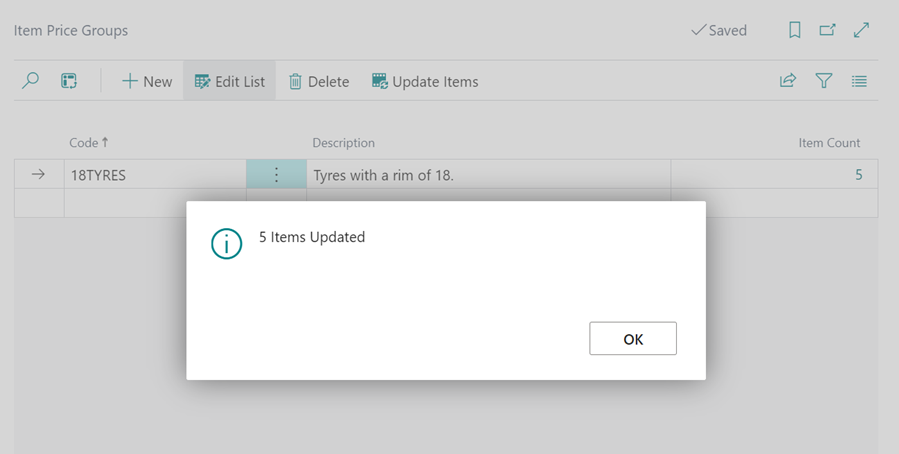 Item Price Groups
Saved
New Edit List Delete Update Items
Code ↑ Description Item Count
18TYRES Tyres with a rim of 18. 5
5 Items Updated
OK